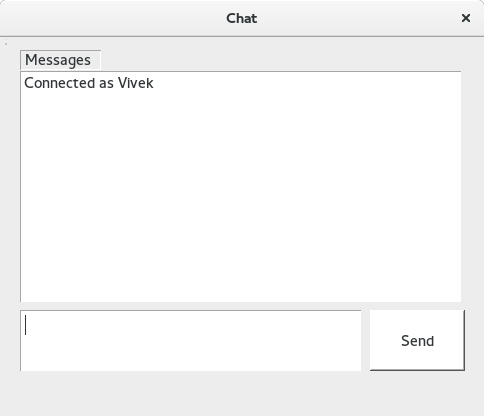 Chat
Messages
Connected as Vivek
Send